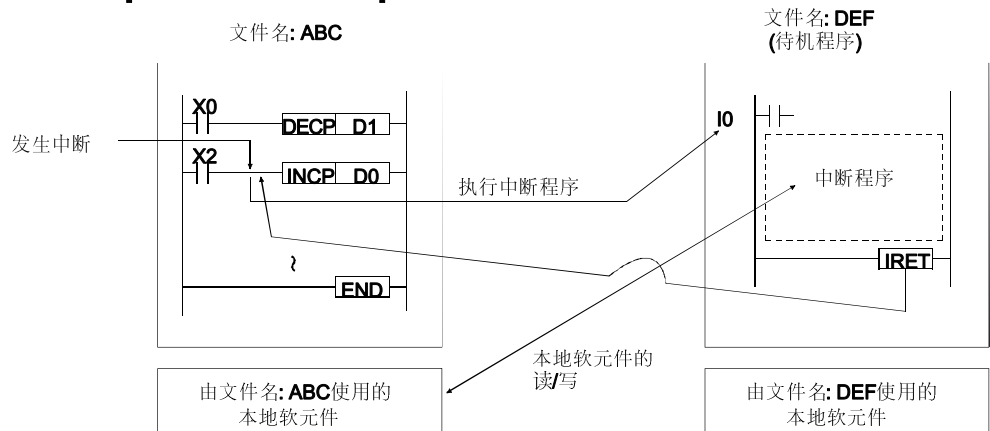 文件名: ABC
文件名: DEF
(待机程序)
X0
DECP D1
I0
发生中断
X2
INCP D0
执行中断程序
中断程序
IRET
~
END
本地软元件的
读/写
由文件名: ABC使用的
本地软元件
由文件名: DEF使用的
本地软元件